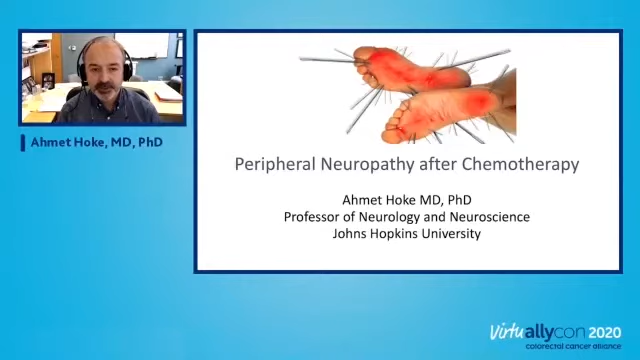 Ahmet Hoke, MD, PhD
Peripheral Neuropathy after Chemotherapy
Ahmet Hoke MD, PhD
Professor of Neurology and Neuroscience
Johns Hopkins University
Virtuallycon 2020
colorectal cancer alliance